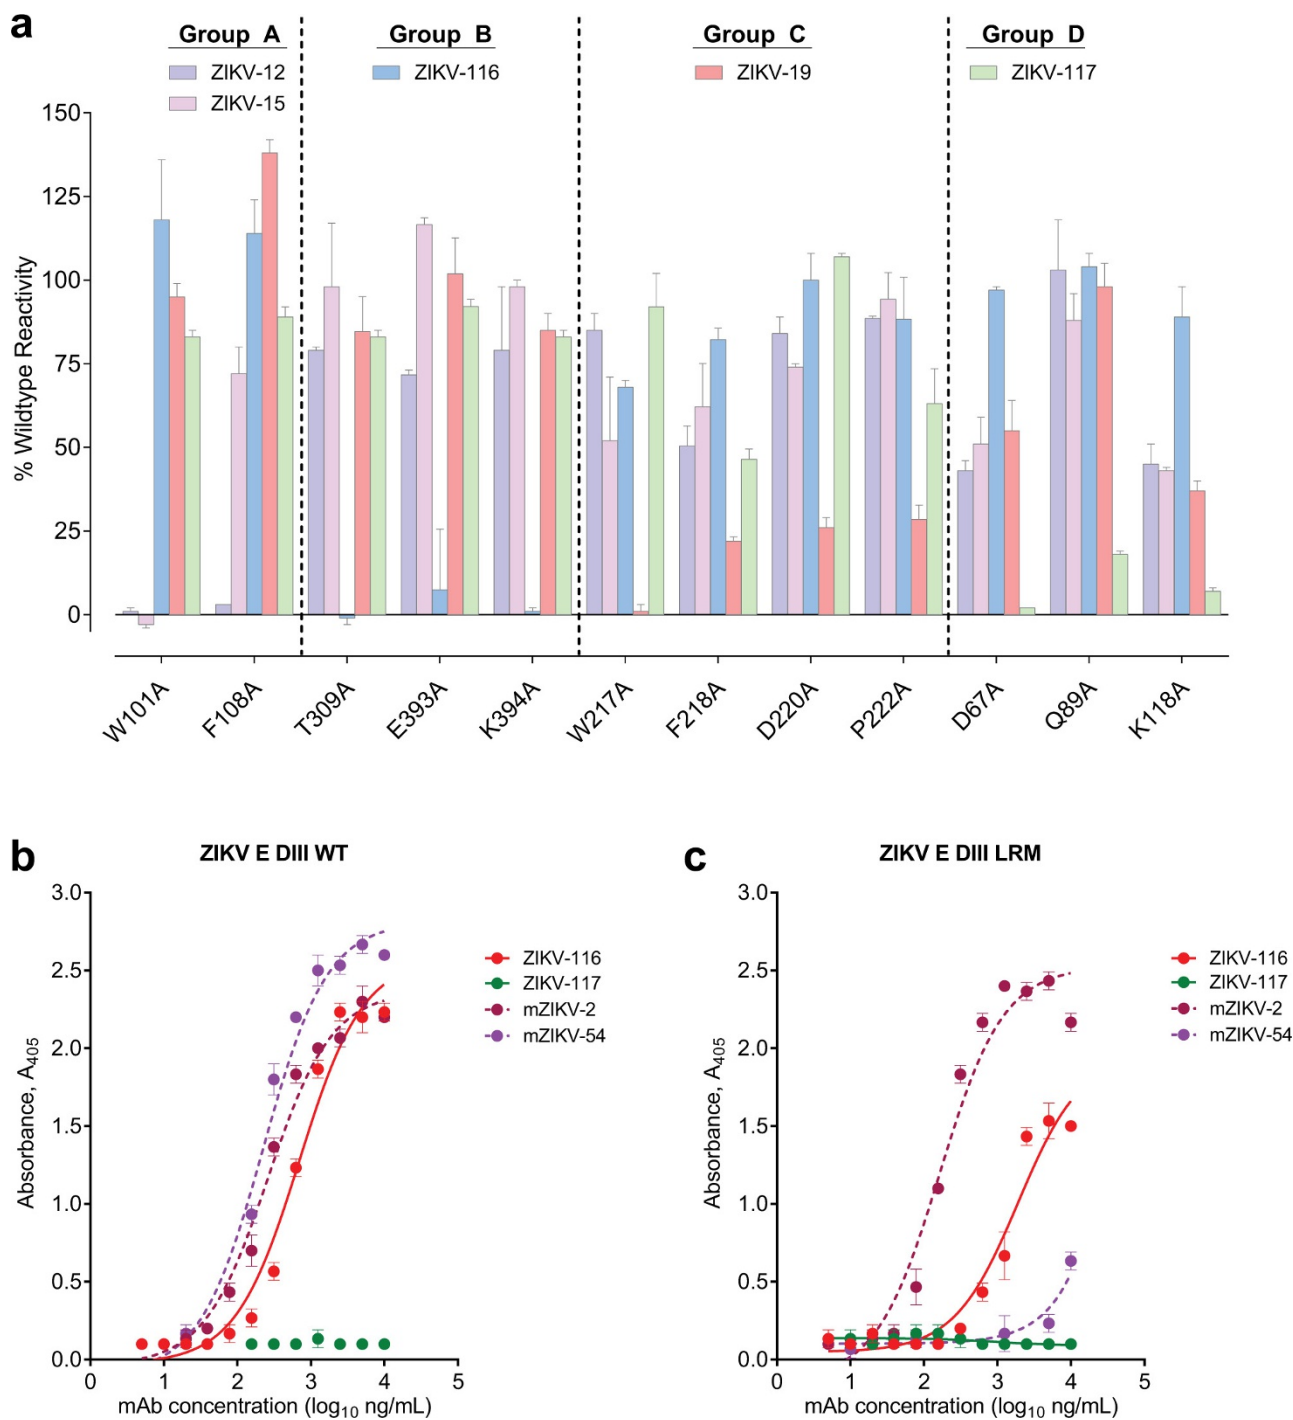 a
Group A
Group B
Group C
Group D
ZIKV-12
ZIKV-116
ZIKV-19
ZIKV-117
ZIKV-15
150
125
100
75
50
25
0
% Wildtype Reactivity
W101A
F108A
T309A
E393A
K394A
W217A
F218A
D220A
P222A
D67A
Q89A
K118A
b
ZIKV E DIII WT
3.0
2.5
2.0
1.5
1.0
0.5
0.0
Absorbance, A₄₀₅
0 1 2 3 4 5
mAb concentration (log₁₀ ng/mL)
ZIKV-116
ZIKV-117
mZIKV-2
mZIKV-54
c
ZIKV E DIII LRM
3.0
2.5
2.0
1.5
1.0
0.5
0.0
Absorbance, A₄₀₅
0 1 2 3 4 5
mAb concentration (log₁₀ ng/mL)
ZIKV-116
ZIKV-117
mZIKV-2
mZIKV-54